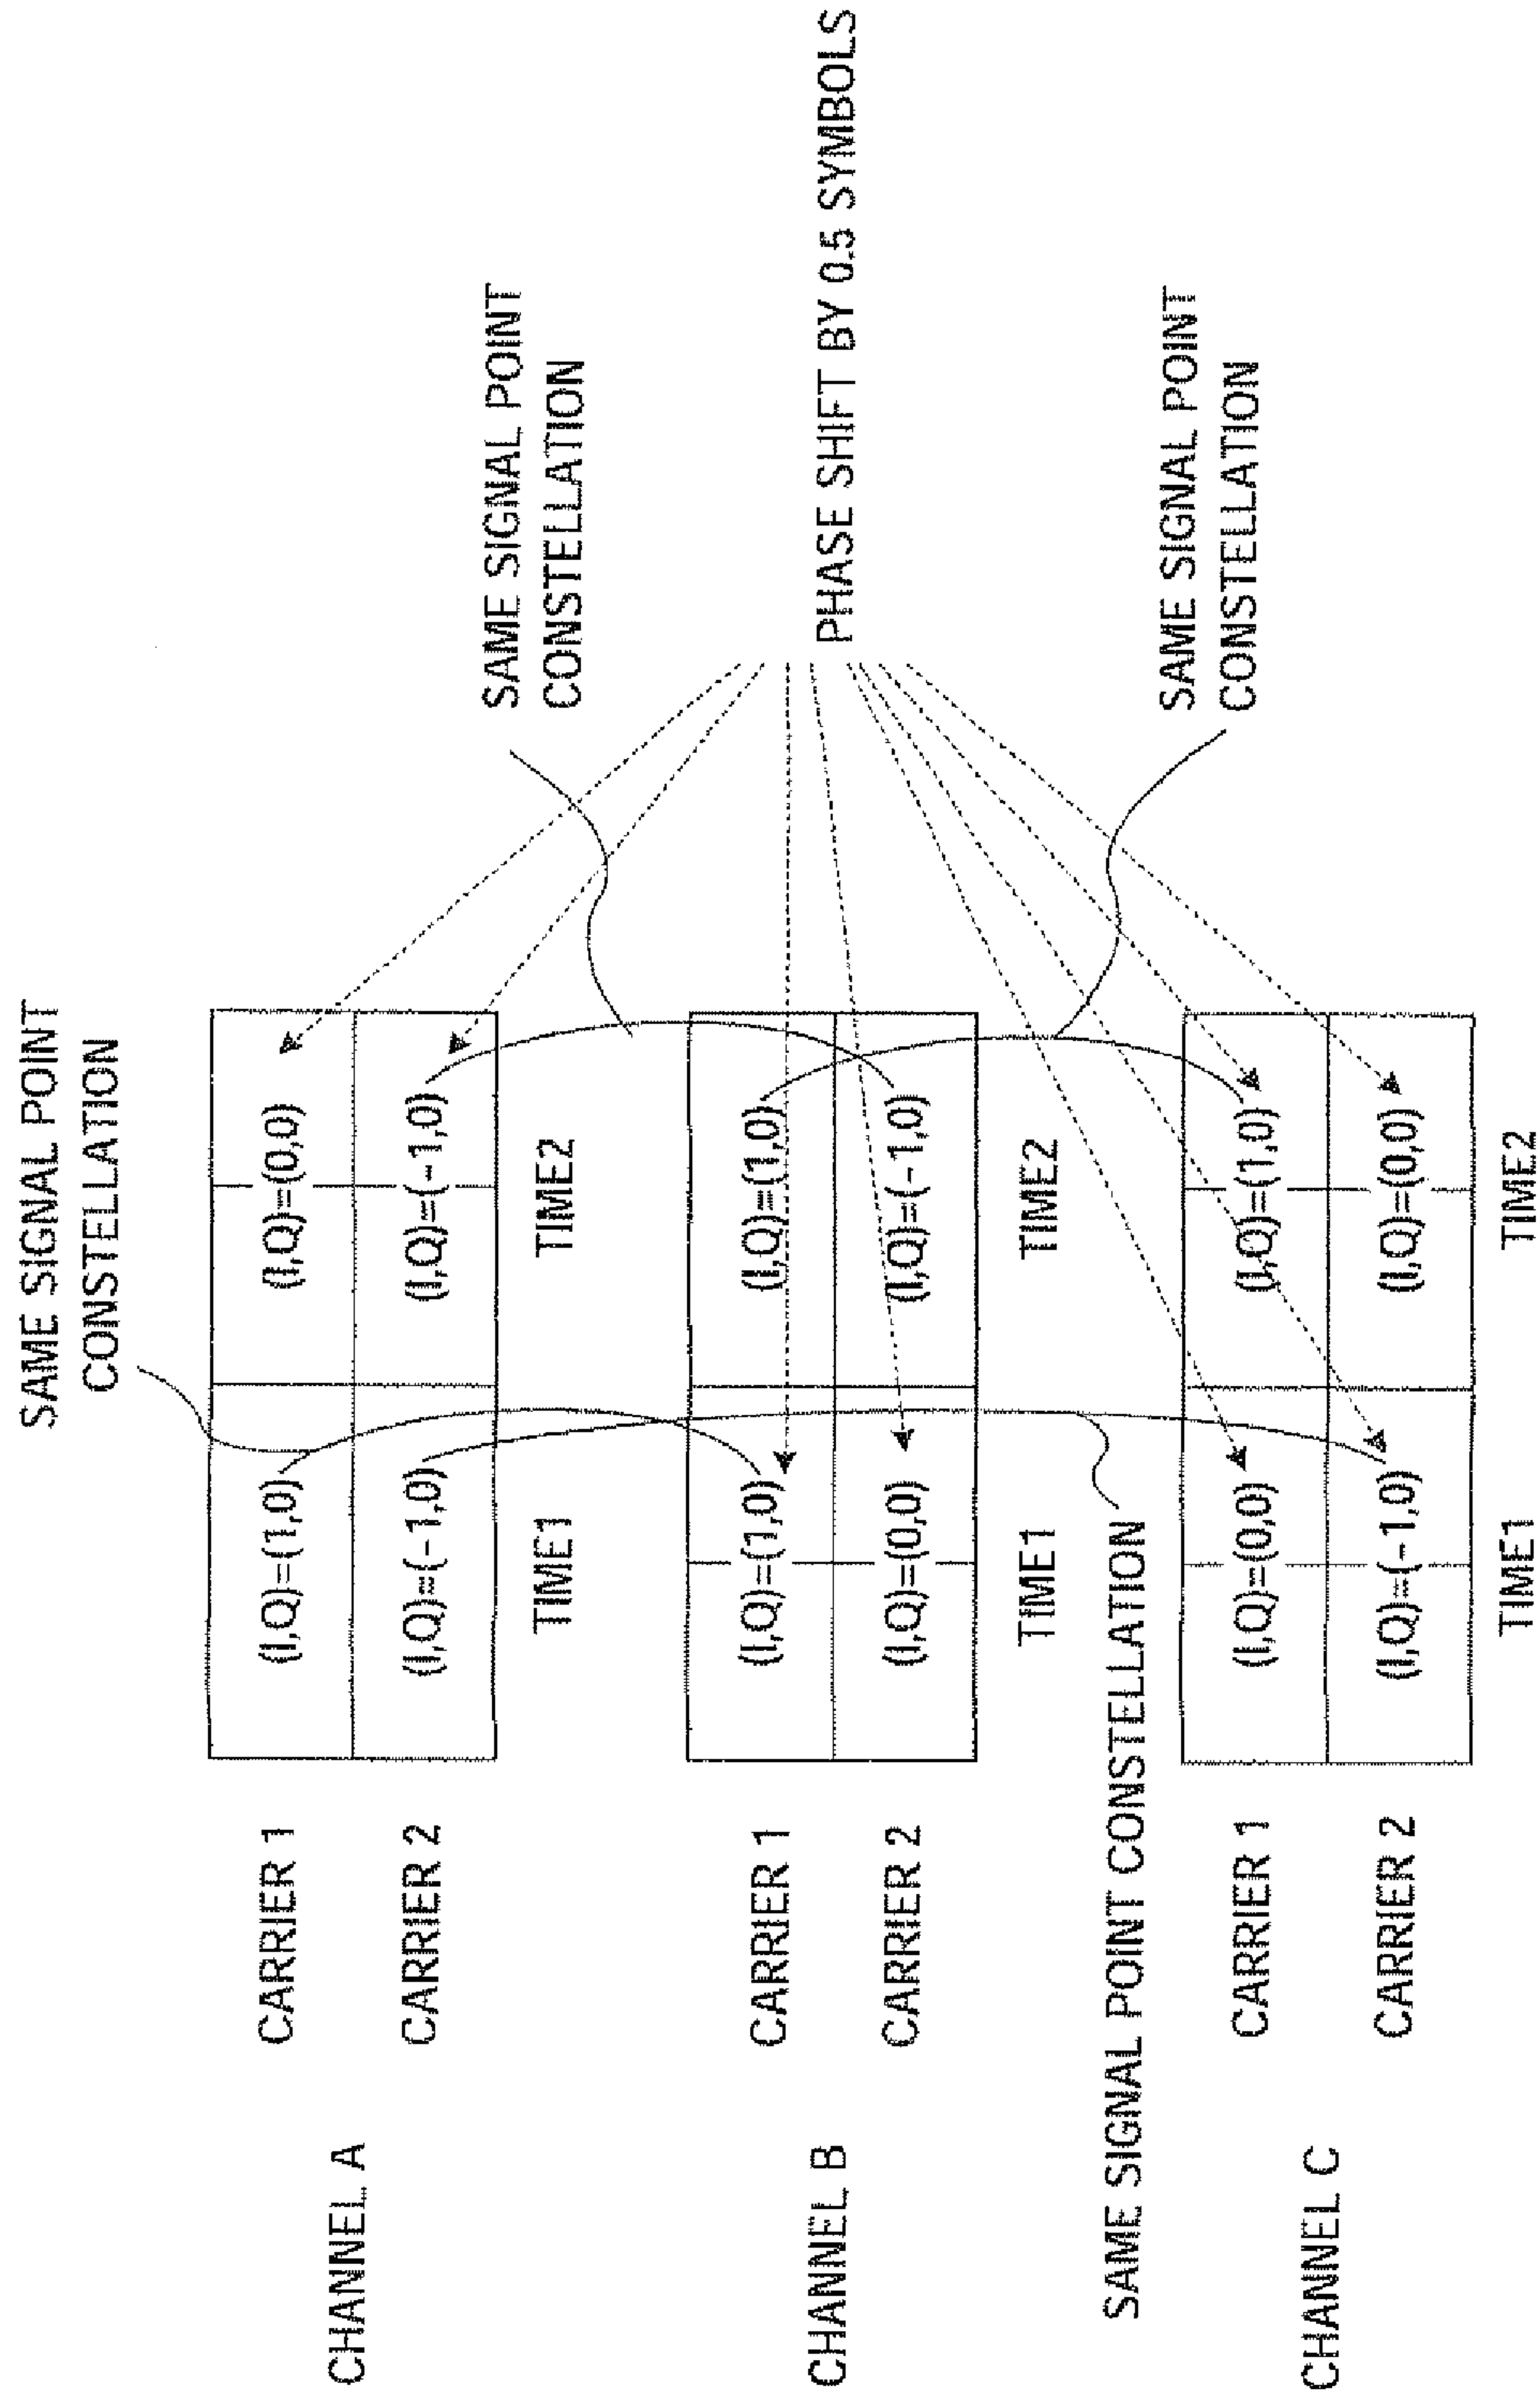 SAME SIGNAL POINT
CONSTELLATION
CHANNEL A
CARRIER 1
(I,Q)=(1,0)
(I,Q)=(0,0)
CARRIER 2
(I,Q)=(-1,0)
(I,Q)=(-1,0)
TIME1
TIME2
SAME SIGNAL POINT
CONSTELLATION
CHANNEL B
CARRIER 1
(I,Q)=(1,0)
(I,Q)=(1,0)
CARRIER 2
(I,Q)=(0,0)
(I,Q)=(-1,0)
TIME1
TIME2
PHASE SHIFT BY 0.5 SYMBOLS
SAME SIGNAL POINT CONSTELLATION
SAME SIGNAL POINT
CONSTELLATION
CHANNEL C
CARRIER 1
(I,Q)=(0,0)
(I,Q)=(1,0)
CARRIER 2
(I,Q)=(-1,0)
(I,Q)=(0,0)
TIME1
TIME2